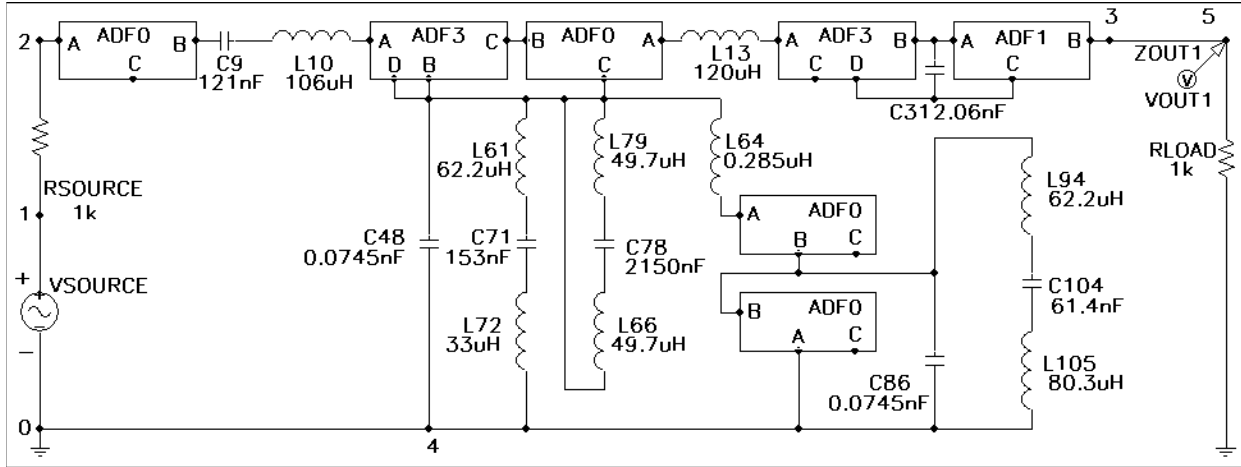 2 A ADF0 B C
C9
121nF
L10
106uH
A ADF3 C D B
B ADF0 A C
L13
120uH
A ADF3 B C D
A ADF1 B C
3
5
ZOUT1
V
VOUT1
C312.06nF
L61
62.2uH
L79
49.7uH
L64
0.285uH
RLOAD
1k
L94
62.2uH
RSOURCE
1k
1
A ADF0 B C
C48
0.0745nF
C71
153nF
C78
2150nF
+
+
VSOURCE
−
−
C104
61.4nF
B ADF0 A C
L72
33uH
L66
49.7uH
L105
80.3uH
C86
0.0745nF
0
4